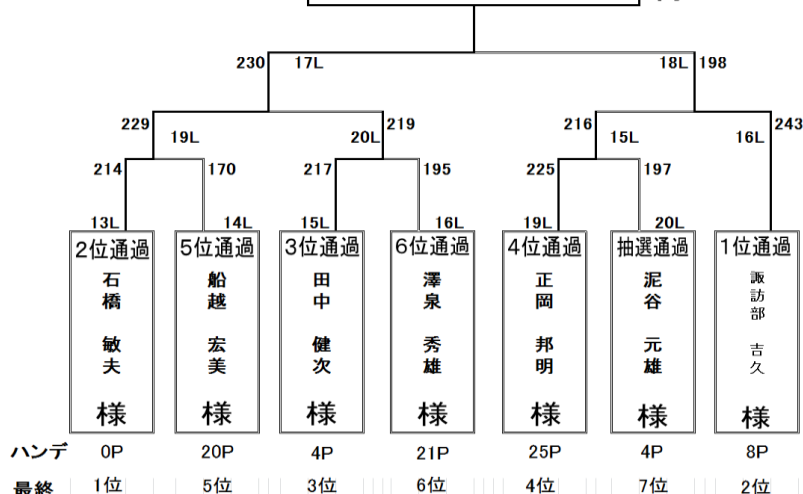 230 17L 18L 198
229 19L 20L 219 216 15L 16L 243
214 170 217 195 225 197
13L 14L 15L 16L 19L 20L
2位通過 5位通過 3位通過 6位通過 4位通過 抽選通過 1位通過
石橋 敏夫 船越 宏美 田中 健次 澤泉 秀雄 正岡 邦明 泥谷 元雄 諏訪部 吉久
様 様 様 様 様 様 様
ハンデ 0P 20P 4P 21P 25P 4P 8P
最終 1位 5位 3位 6位 4位 7位 2位